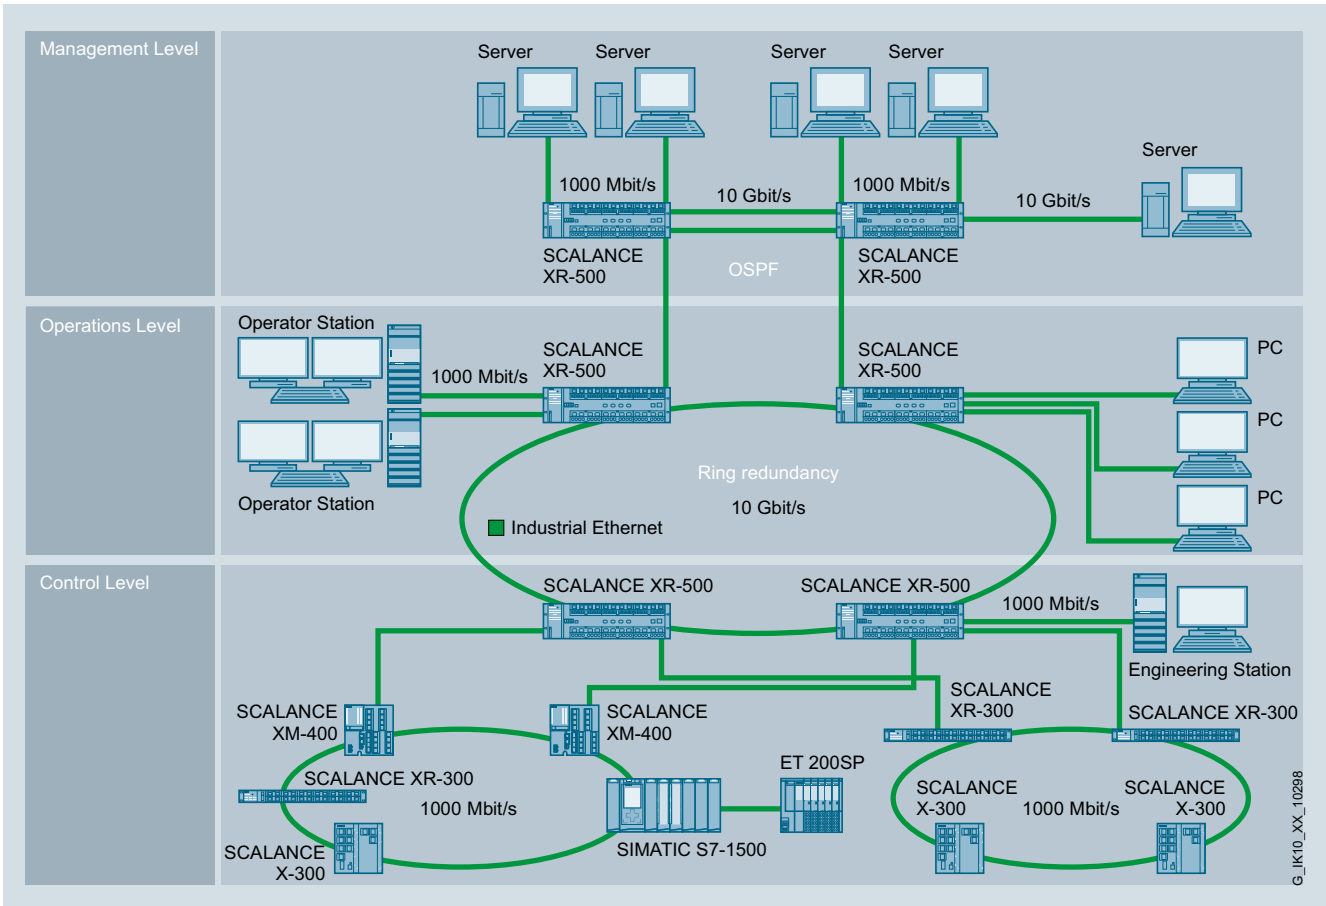 Management Level
Server
Server
Server
Server
Server
1000 Mbit/s
10 Gbit/s
1000 Mbit/s
10 Gbit/s
SCALANCE
XR-500
OSPF
SCALANCE
XR-500
Operations Level
Operator Station
1000 Mbit/s
SCALANCE
XR-500
SCALANCE
XR-500
PC
PC
PC
Operator Station
Ring redundancy
10 Gbit/s
Industrial Ethernet
Control Level
SCALANCE XR-500
SCALANCE XR-500
1000 Mbit/s
Engineering Station
SCALANCE
XM-400
SCALANCE
XM-400
SCALANCE
XR-300
SCALANCE XR-300
SCALANCE XR-300
1000 Mbit/s
ET 200SP
SCALANCE
X-300
1000 Mbit/s
SCALANCE
X-300
SCALANCE
X-300
SIMATIC S7-1500
G_IK10_XX_10298